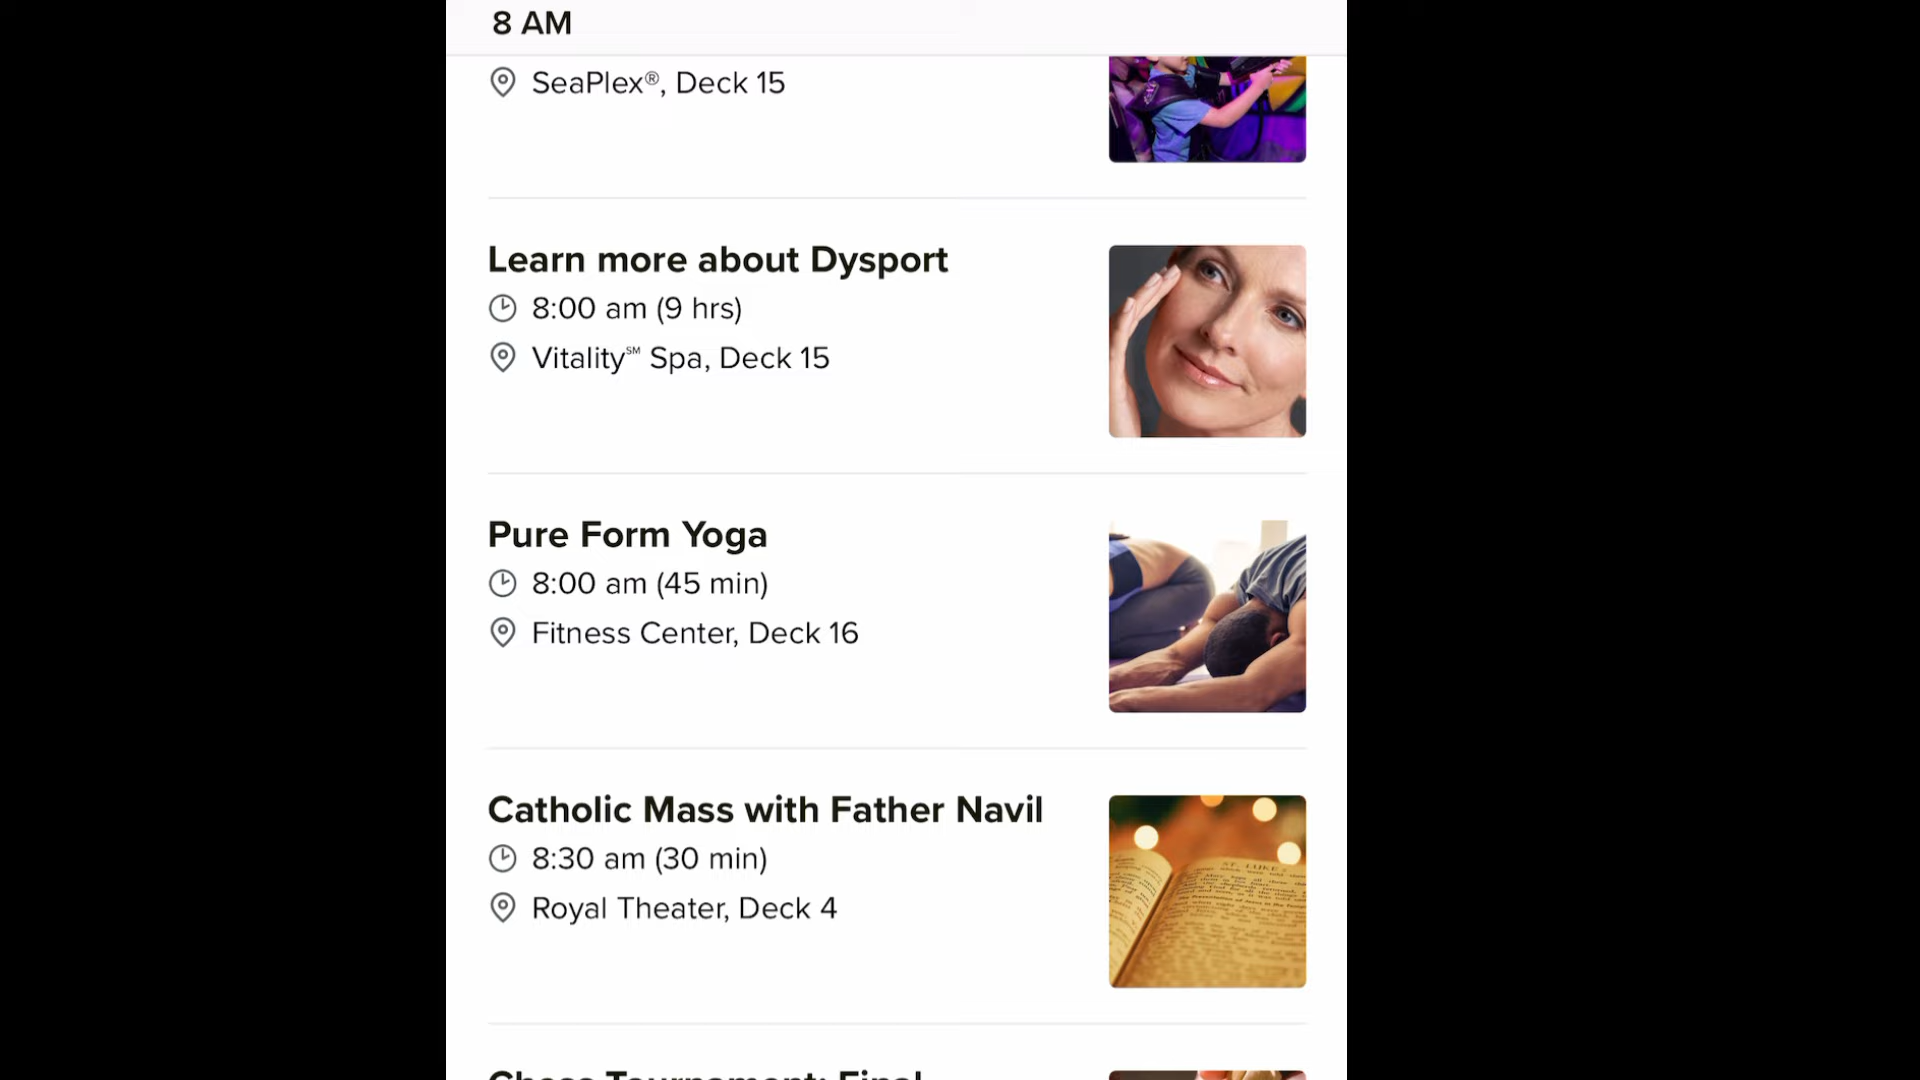 8 AM
SeaPlex®, Deck 15
Learn more about Dysport
8:00 am (9 hrs)
Vitality℠ Spa, Deck 15
Pure Form Yoga
8:00 am (45 min)
Fitness Center, Deck 16
Catholic Mass with Father Navil
8:30 am (30 min)
Royal Theater, Deck 4
ST. LUKE
Chess Tournament: Final